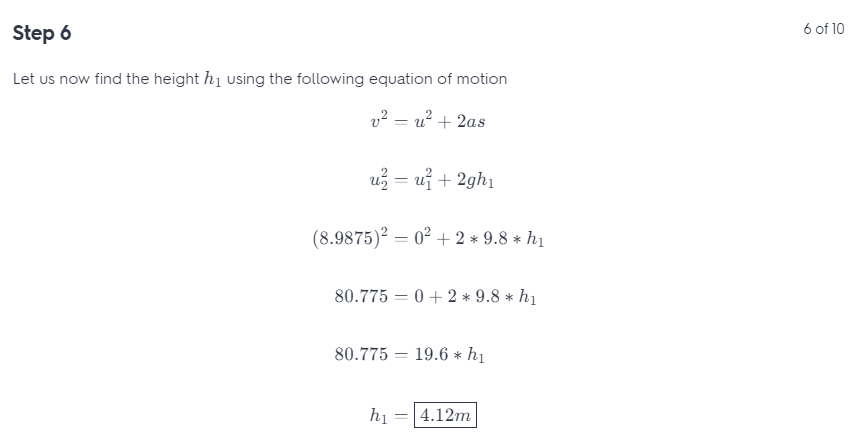 Step 6
6 of 10
Let us now find the height h₁ using the following equation of motion
v² = u² + 2as
u₂² = u₁² + 2gh₁
(8.9875)² = 0² + 2 * 9.8 * h₁
80.775 = 0 + 2 * 9.8 * h₁
80.775 = 19.6 * h₁
h₁ = 4.12m